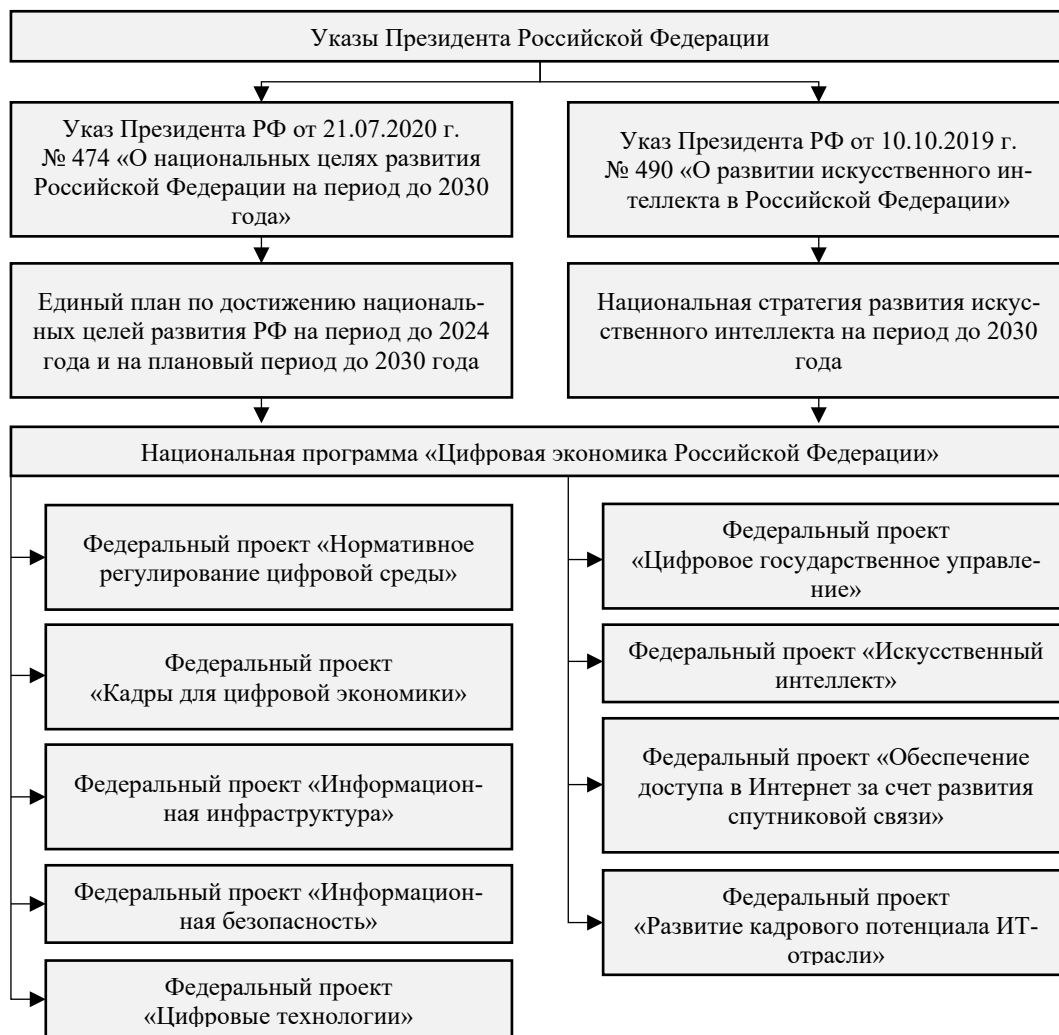 Указы Президента Российской Федерации
Указ Президента РФ от 21.07.2020 г.
№ 474 «О национальных целях развития
Российской Федерации на период до 2030
года»
Указ Президента РФ от 10.10.2019 г.
№ 490 «О развитии искусственного ин-
теллекта в Российской Федерации»
Единый план по достижению националь-
ных целей развития РФ на период до 2024
года и на плановый период до 2030 года
Национальная стратегия развития искус-
ственного интеллекта на период до 2030
года
Национальная программа «Цифровая экономика Российской Федерации»
Федеральный проект «Нормативное
регулирование цифровой среды»
Федеральный проект
«Кадры для цифровой экономики»
Федеральный проект «Информацион-
ная инфраструктура»
Федеральный проект «Информацион-
ная безопасность»
Федеральный проект
«Цифровые технологии»
Федеральный проект
«Цифровое государственное управле-
ние»
Федеральный проект «Искусственный
интеллект»
Федеральный проект «Обеспечение
доступа в Интернет за счет развития
спутниковой связи»
Федеральный проект
«Развитие кадрового потенциала ИТ-
отрасли»